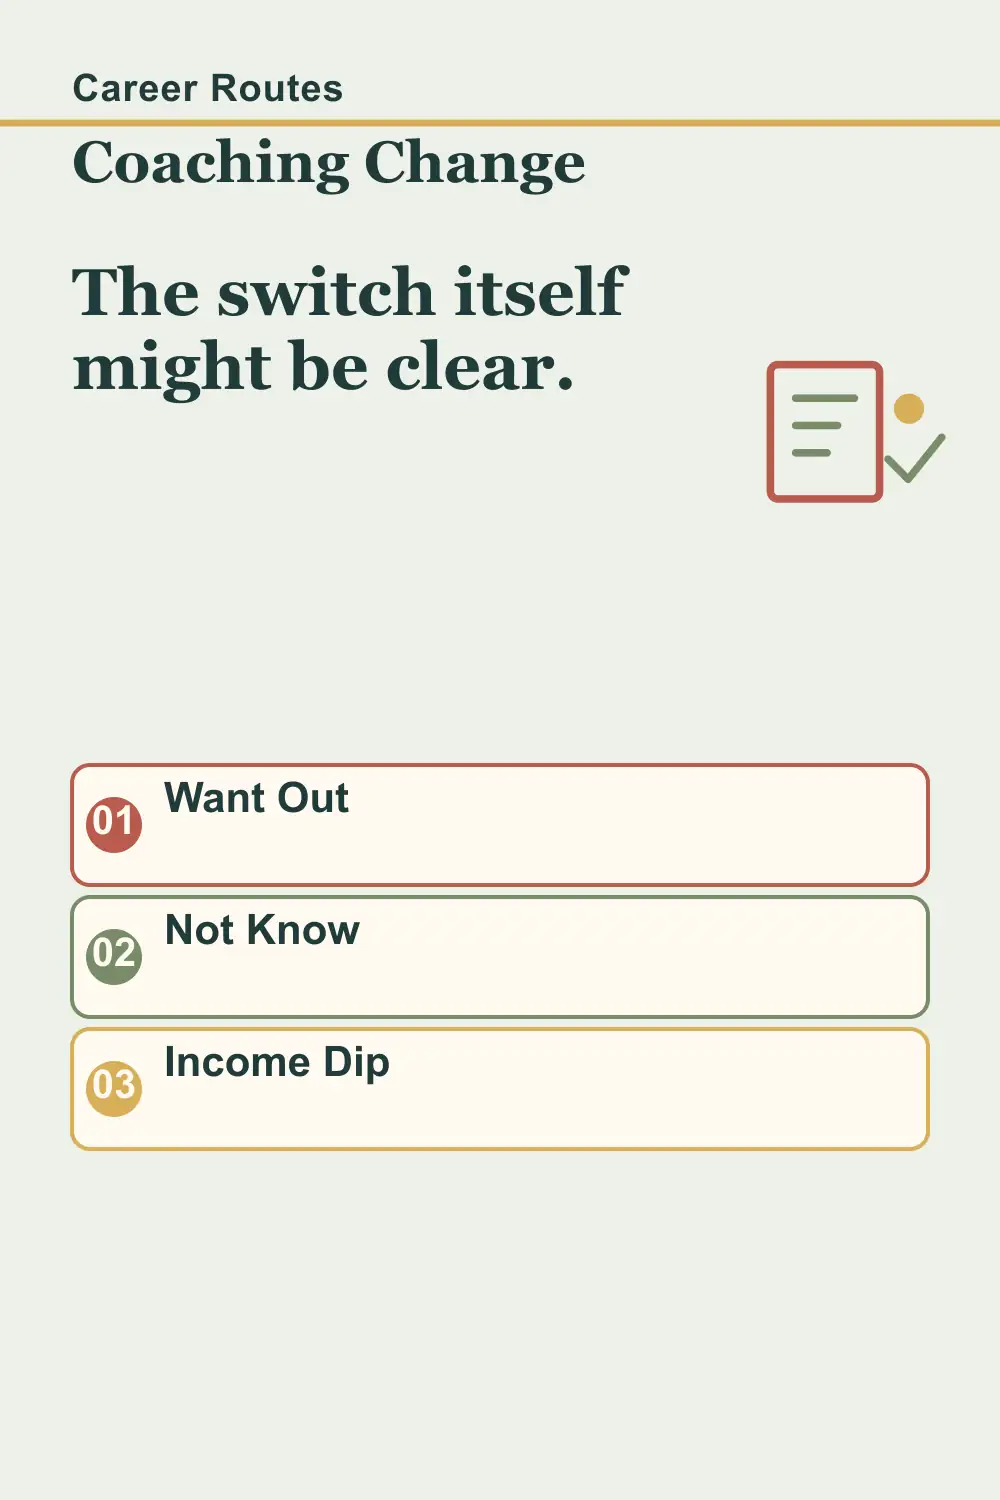 Career Routes
Coaching Change
The switch itself
might be clear.
01
Want Out
02
Not Know
03
Income Dip